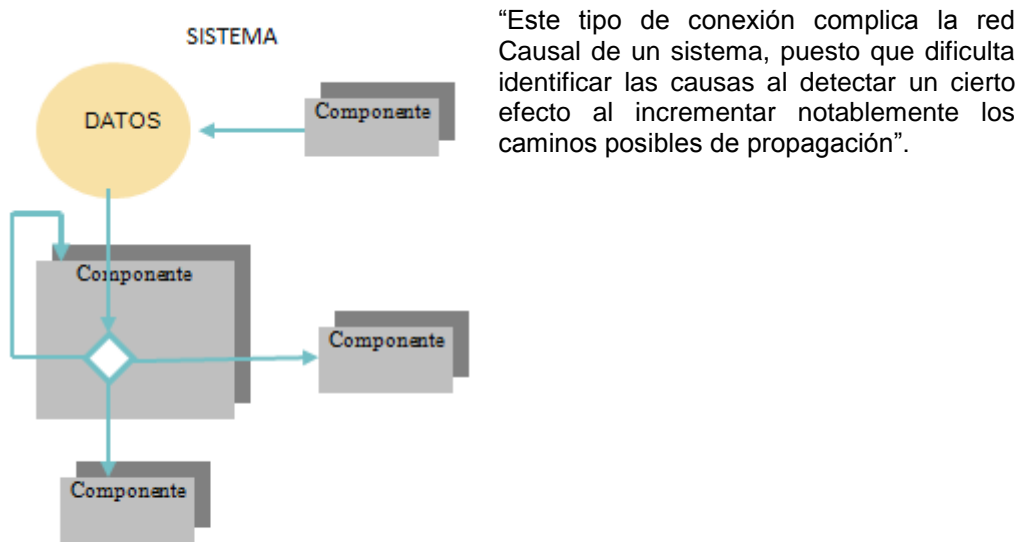 SISTEMA
DATOS
Componente
Componente
Componente
Componente
“Este tipo de conexión complica la red
Causal de un sistema, puesto que dificulta
identificar las causas al detectar un cierto
efecto al incrementar notablemente los
caminos posibles de propagación”.